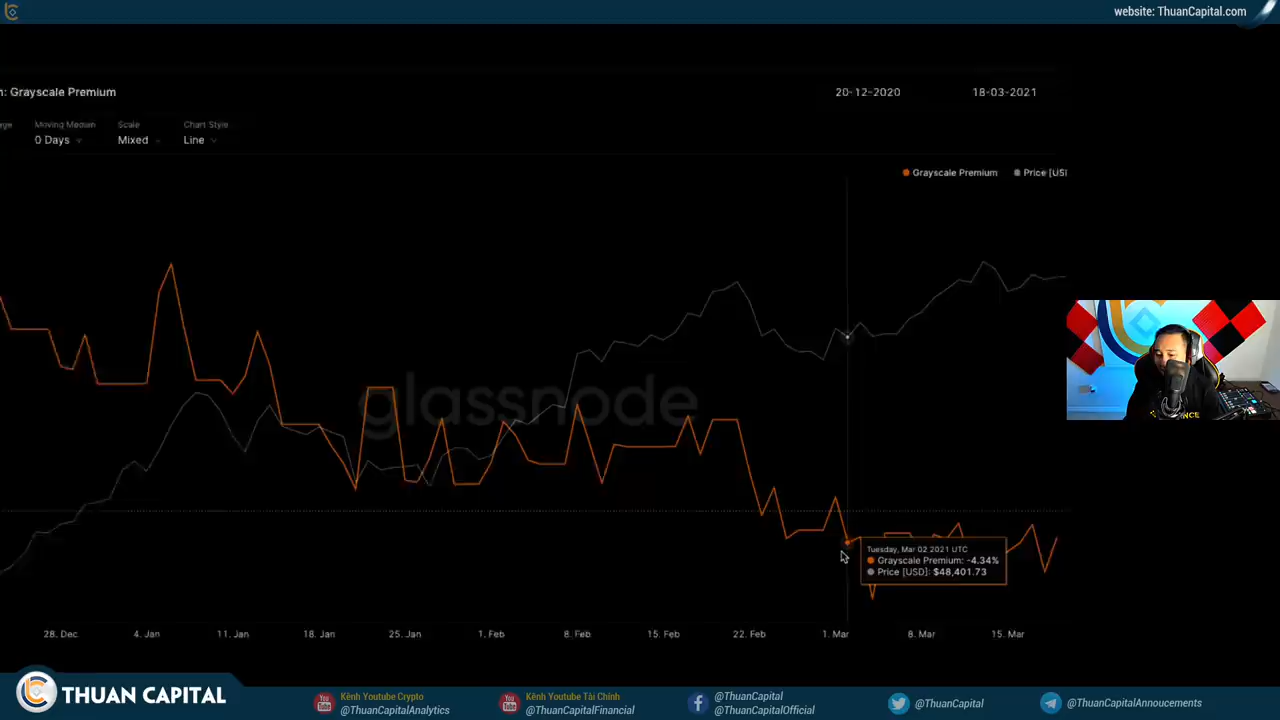 website: ThuanCapital.com
n: Grayscale Premium
20-12-2020
18-03-2021
age
Moving Median
Scale
Chart Style
0 Days
Mixed
Line
Grayscale Premium
Price [USI
glassnode
Tuesday, Mar 02 2021 UTC
Grayscale Premium: -4.34%
Price [USD]: $48,401.73
28. Dec
4. Jan
11. Jan
18. Jan
25. Jan
1. Feb
8. Feb
15. Feb
22. Feb
1. Mar
8. Mar
15. Mar
THUAN CAPITAL
You
Kênh Youtube Crypto
@ThuanCapitalAnalytics
You
Kênh Youtube Tài Chính
@ThuanCapitalFinancial
@ThuanCapital
@ThuanCapitalOfficial
@ThuanCapital
@ThuanCapitalAnnoucements